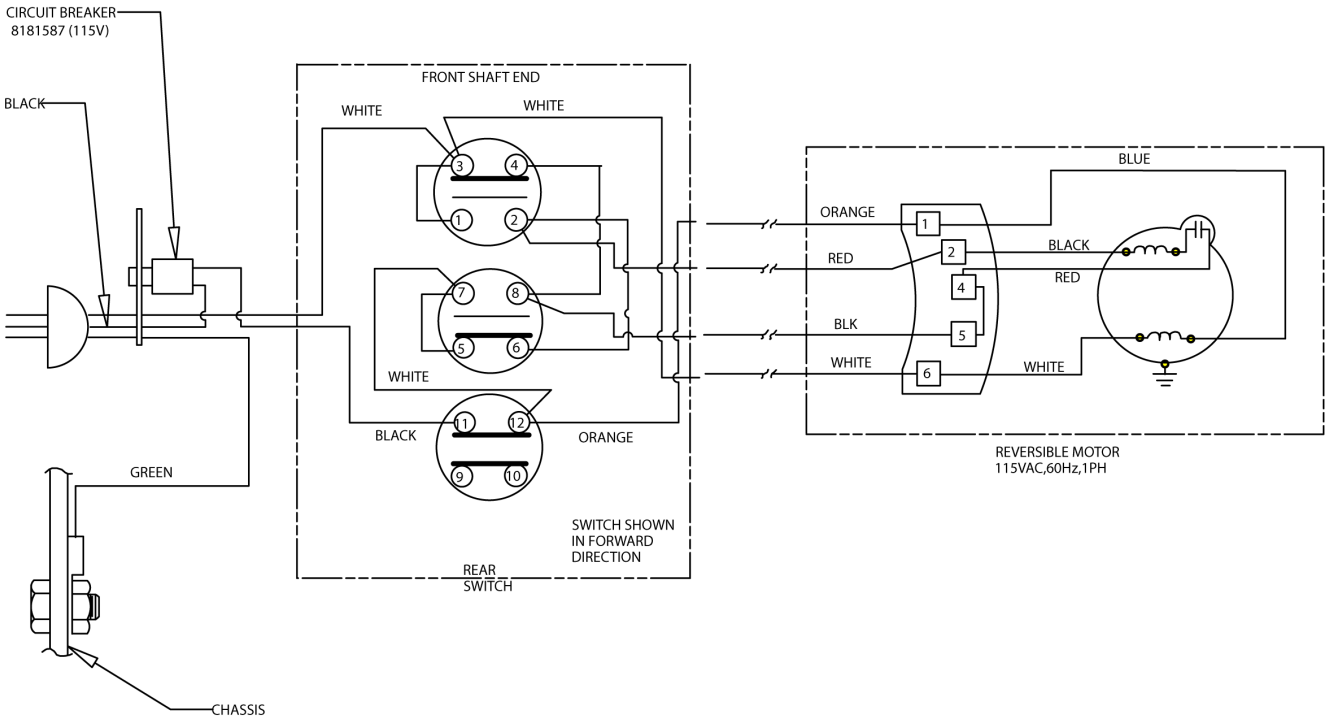 CIRCUIT BREAKER
8181587 (115V)
BLACK
FRONT SHAFT END
WHITE
WHITE
3
4
1
2
7
8
5
6
WHITE
11
12
BLACK
ORANGE
9
10
GREEN
SWITCH SHOWN
IN FORWARD
DIRECTION
REAR
SWITCH
CHASSIS
BLUE
ORANGE
1
RED
2
BLACK
4
RED
BLK
5
WHITE
6
WHITE
REVERSIBLE MOTOR
115VAC,60Hz,1PH